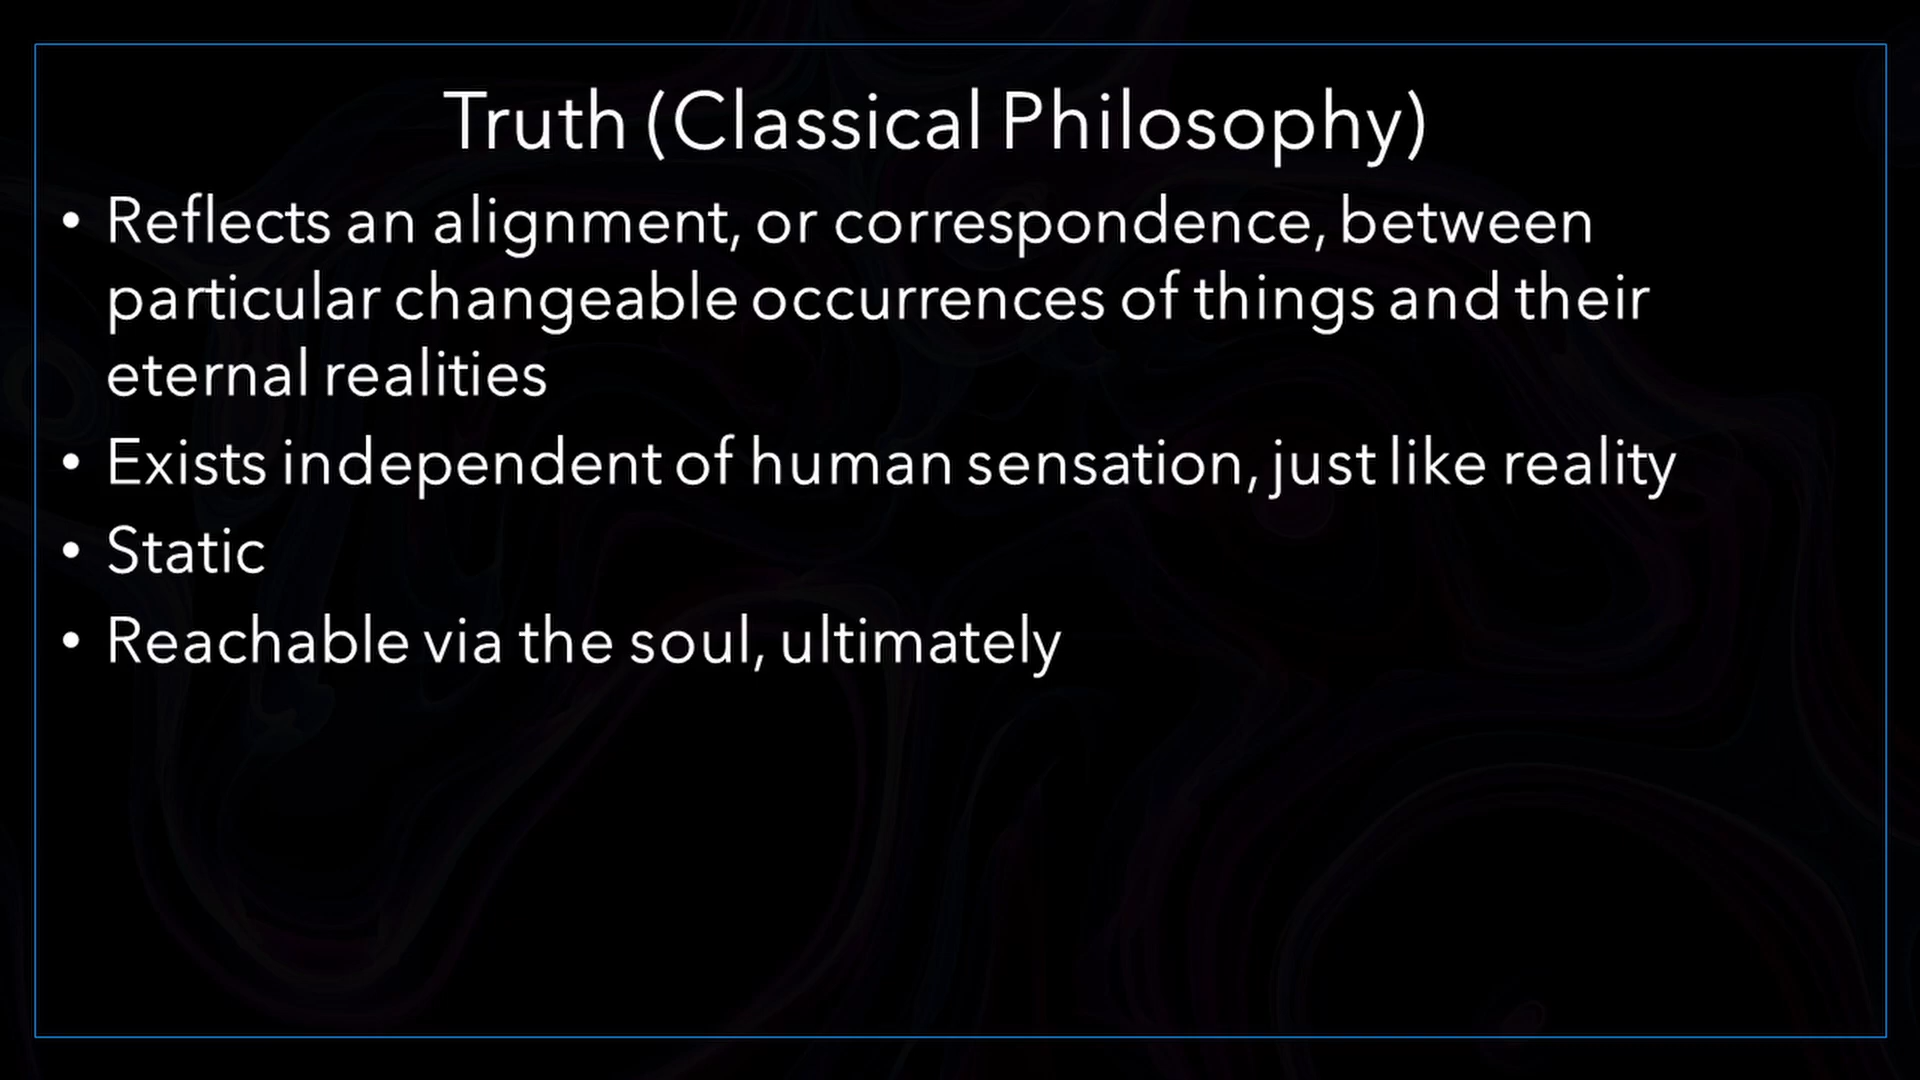 Truth (Classical Philosophy)
• Reflects an alignment, or correspondence, between
particular changeable occurrences of things and their
eternal realities
• Exists independent of human sensation, just like reality
• Static
• Reachable via the soul, ultimately